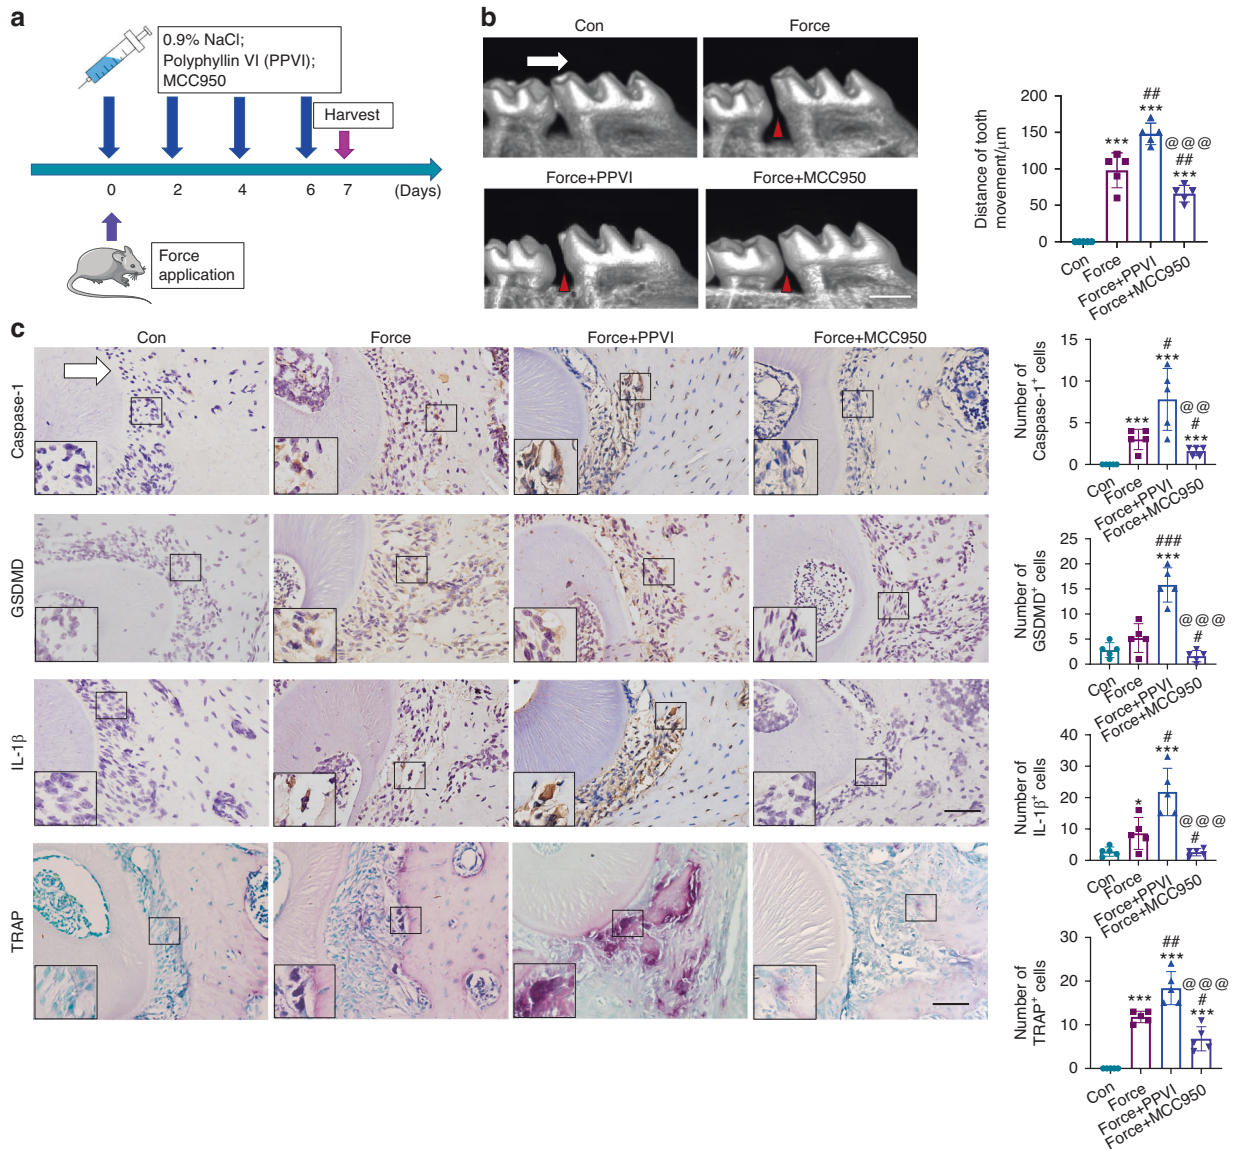 a
0.9% NaCl;
Polyphyllin VI (PPVI);
MCC950
Harvest
0 2 4 6 7 (Days)
Force
application
b
Con Force
Force+PPVI Force+MCC950
Distance of tooth
movement/μm
200
150
100
50
0
***
##
***
@@@
##
***
Con
Force
Force+PPVI
Force+MCC950
c
Con Force Force+PPVI Force+MCC950
Caspase-1
GSDMD
IL-1β
TRAP
Number of
Caspase-1⁺ cells
15
10
5
0
***
#
***
@@
#
***
Con
Force
Force+PPVI
Force+MCC950
Number of
GSDMD⁺ cells
25
20
15
10
5
0
###
***
@@@
#
Con
Force
Force+PPVI
Force+MCC950
Number of
IL-1β⁺ cells
40
30
20
10
0
*
#
***
@@@
#
Con
Force
Force+PPVI
Force+MCC950
Number of
TRAP⁺ cells
30
20
10
0
***
##
***
@@@
#
***
Con
Force
Force+PPVI
Force+MCC950